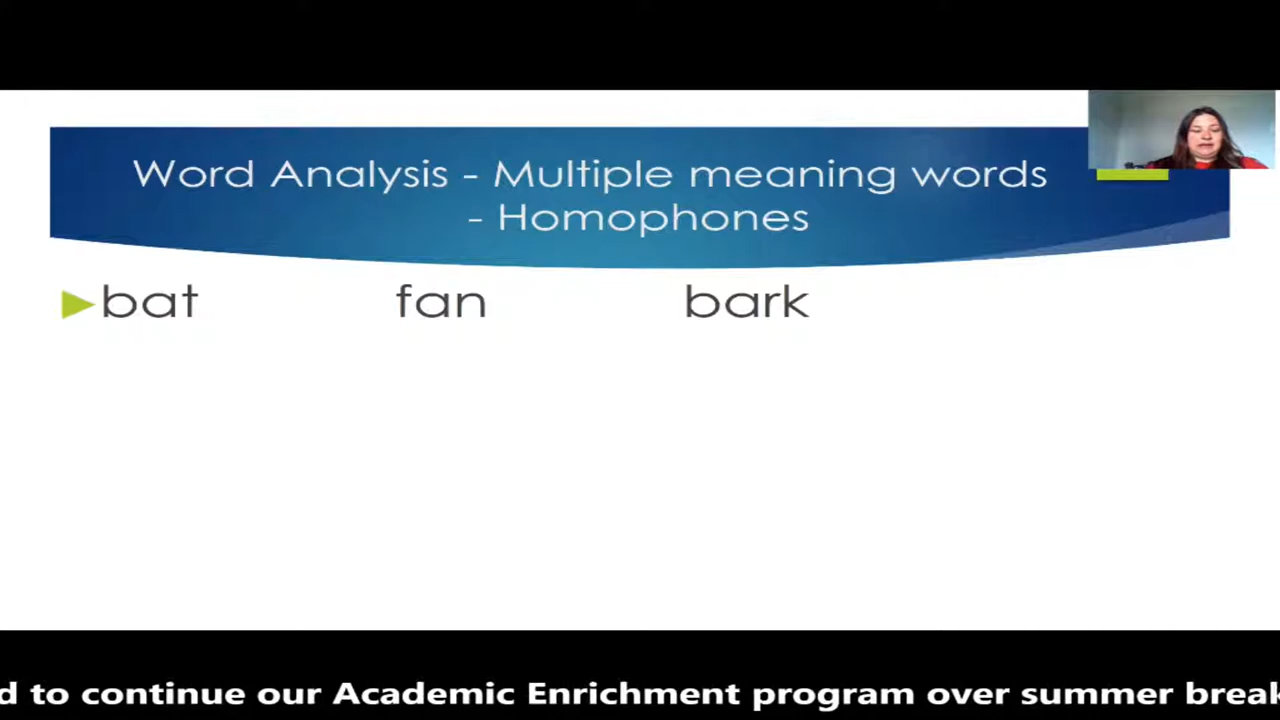 Word Analysis - Multiple meaning words
- Homophones
bat fan bark
d to continue our Academic Enrichment program over summer break